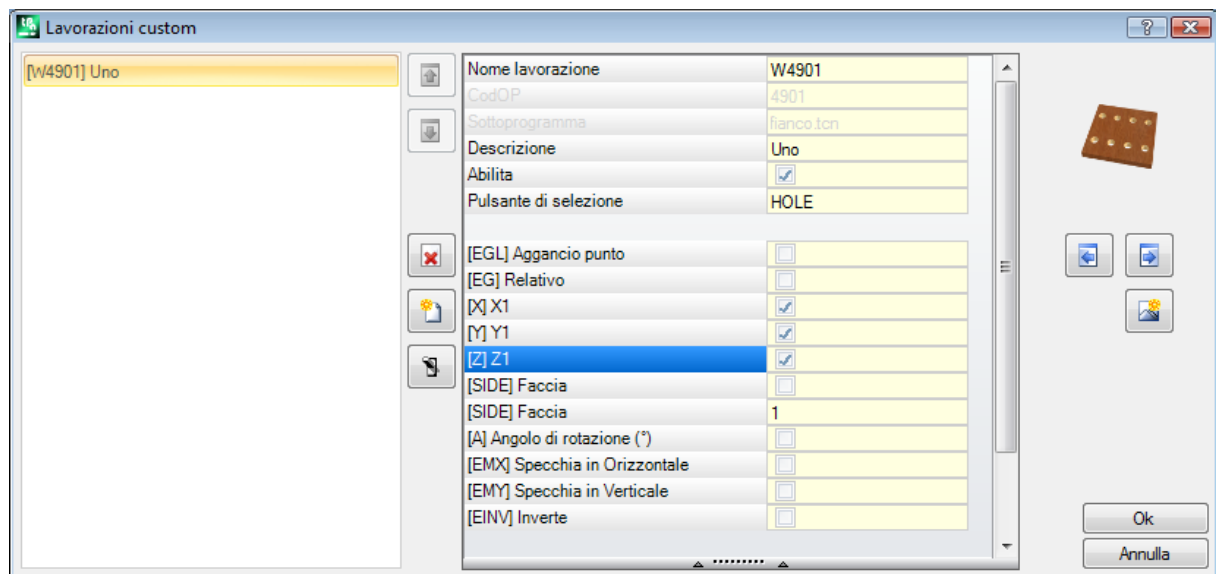 Lavorazioni custom
[W4901] Uno
Nome lavorazione W4901
CodOP 4901
Sottoprogramma fianco.tcn
Descrizione Uno
Abilita
Pulsante di selezione HOLE
[EGL] Aggancio punto
[EG] Relativo
[X] X1
[Y] Y1
[Z] Z1
[SIDE] Faccia
[SIDE] Faccia 1
[A] Angolo di rotazione (°)
[EMX] Specchia in Orizzontale
[EMY] Specchia in Verticale
[EINV] Inverte
Ok
Annulla